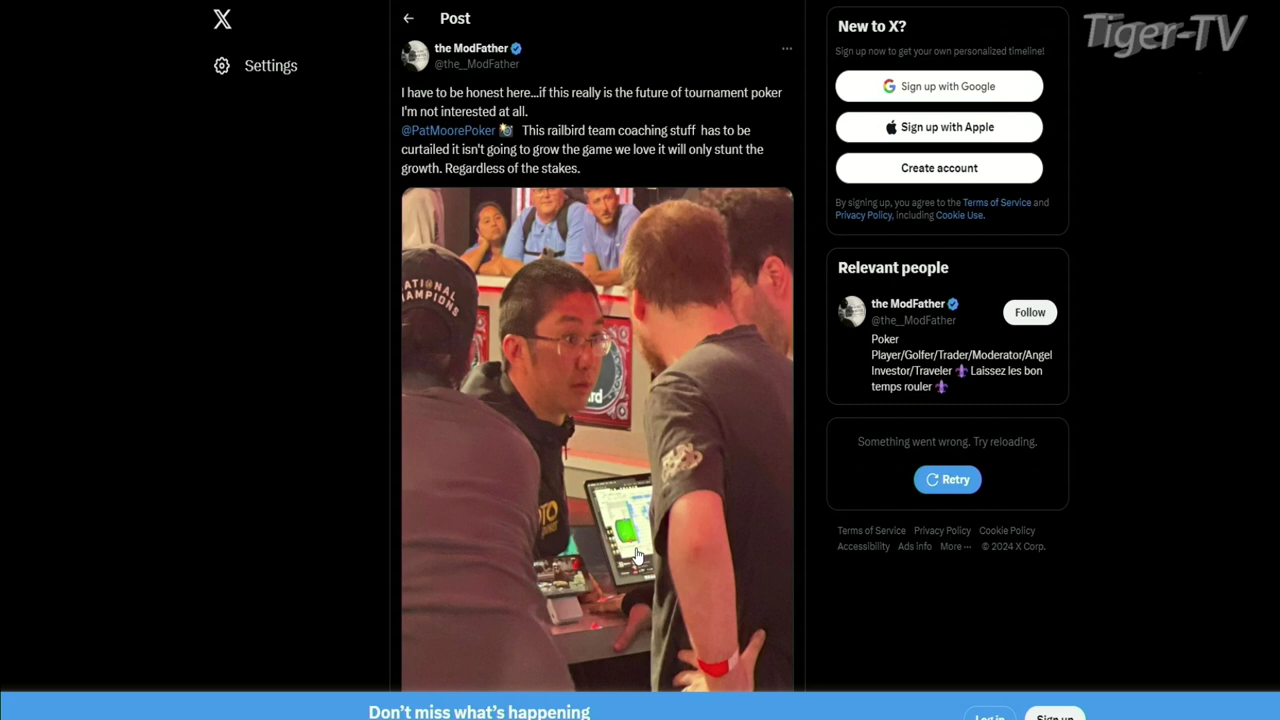 Post
Tiger-TV
Settings
the ModFather
@the__ModFather
I have to be honest here...if this really is the future of tournament poker
I'm not interested at all.
@PatMoorePoker 📸 This railbird team coaching stuff has to be
curtailed it isn't going to grow the game we love it will only stunt the
growth. Regardless of the stakes.
ATIONAL
AMPIONS
New to X?
Sign up now to get your own personalized timeline!
Sign up with Google
Sign up with Apple
Create account
By signing up, you agree to the Terms of Service and
Privacy Policy, including Cookie Use.
Relevant people
the ModFather
@the__ModFather
Follow
Poker
Player/Golfer/Trader/Moderator/Angel
Investor/Traveler ⚜️ Laissez les bon
temps rouler ⚜️
Something went wrong. Try reloading.
Retry
Terms of Service Privacy Policy Cookie Policy
Accessibility Ads info More ··· © 2024 X Corp.
Don't miss what's happening
Log in
Sign up